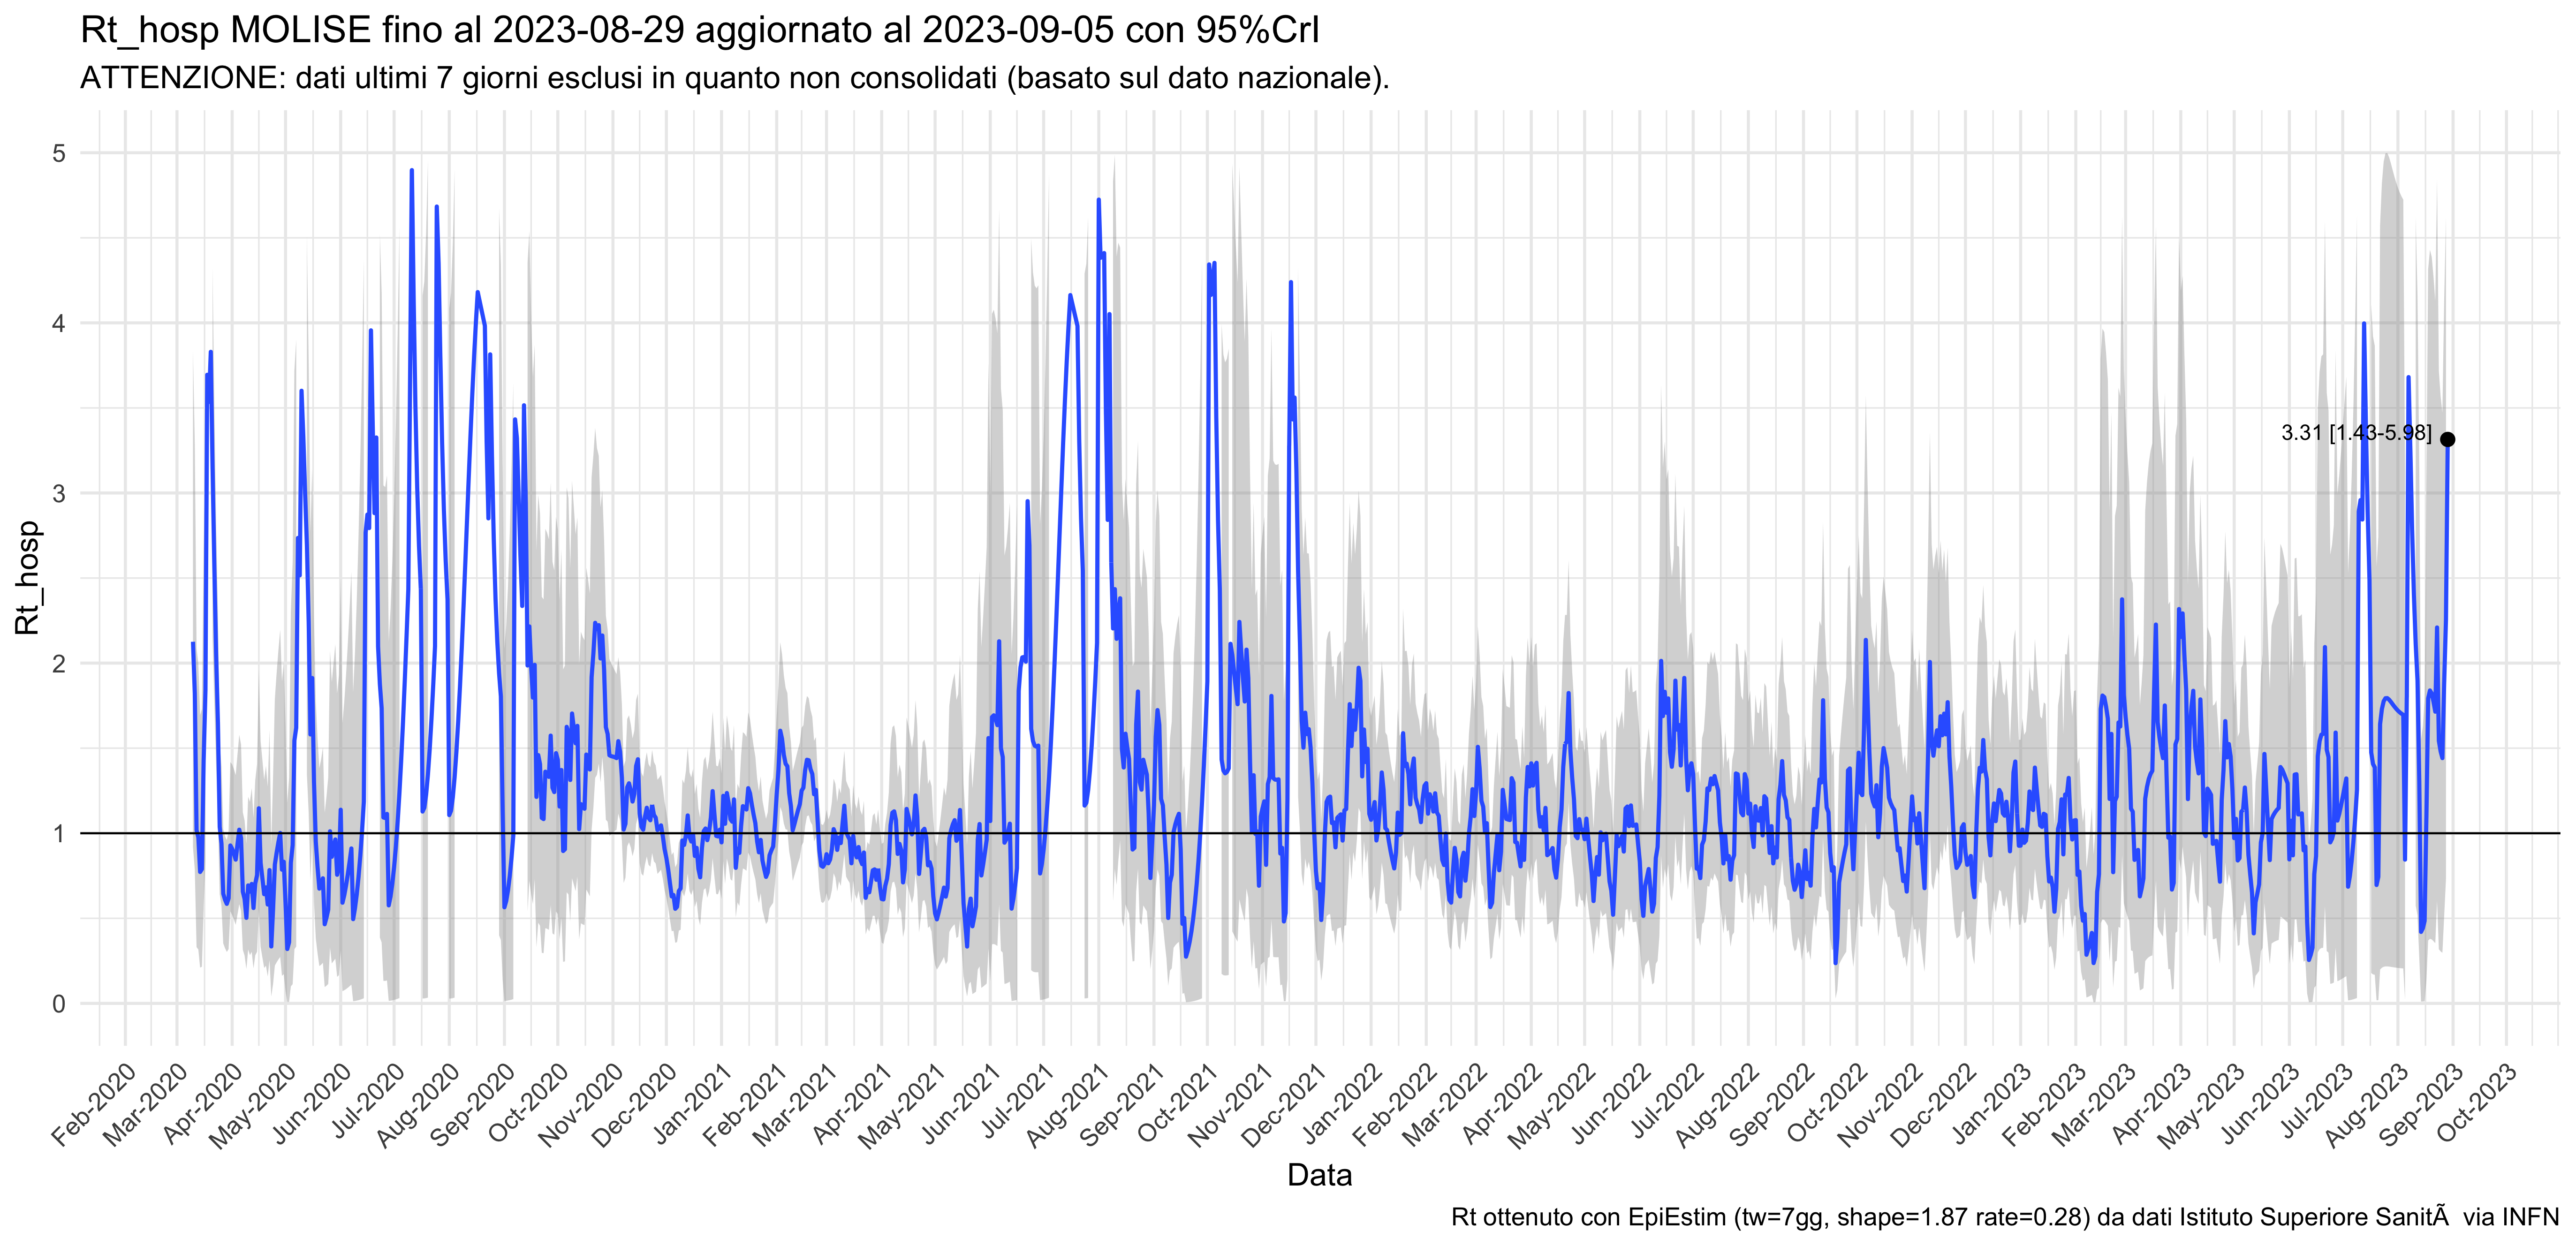 Rt_hosp MOLISE fino al 2023-08-29 aggiornato al 2023-09-05 con 95%CrI
ATTENZIONE: dati ultimi 7 giorni esclusi in quanto non consolidati (basato sul dato nazionale).
Rt_hosp
5
4
3
2
1
0
3.31 [1.43-5.98]
Feb-2020
Mar-2020
Apr-2020
May-2020
Jun-2020
Jul-2020
Aug-2020
Sep-2020
Oct-2020
Nov-2020
Dec-2020
Jan-2021
Feb-2021
Mar-2021
Apr-2021
May-2021
Jun-2021
Jul-2021
Aug-2021
Sep-2021
Oct-2021
Nov-2021
Dec-2021
Jan-2022
Feb-2022
Mar-2022
Apr-2022
May-2022
Jun-2022
Jul-2022
Aug-2022
Sep-2022
Oct-2022
Nov-2022
Dec-2022
Jan-2023
Feb-2023
Mar-2023
Apr-2023
May-2023
Jun-2023
Jul-2023
Aug-2023
Sep-2023
Oct-2023
Data
Rt ottenuto con EpiEstim (tw=7gg, shape=1.87 rate=0.28) da dati Istituto Superiore SanitÃ  via INFN